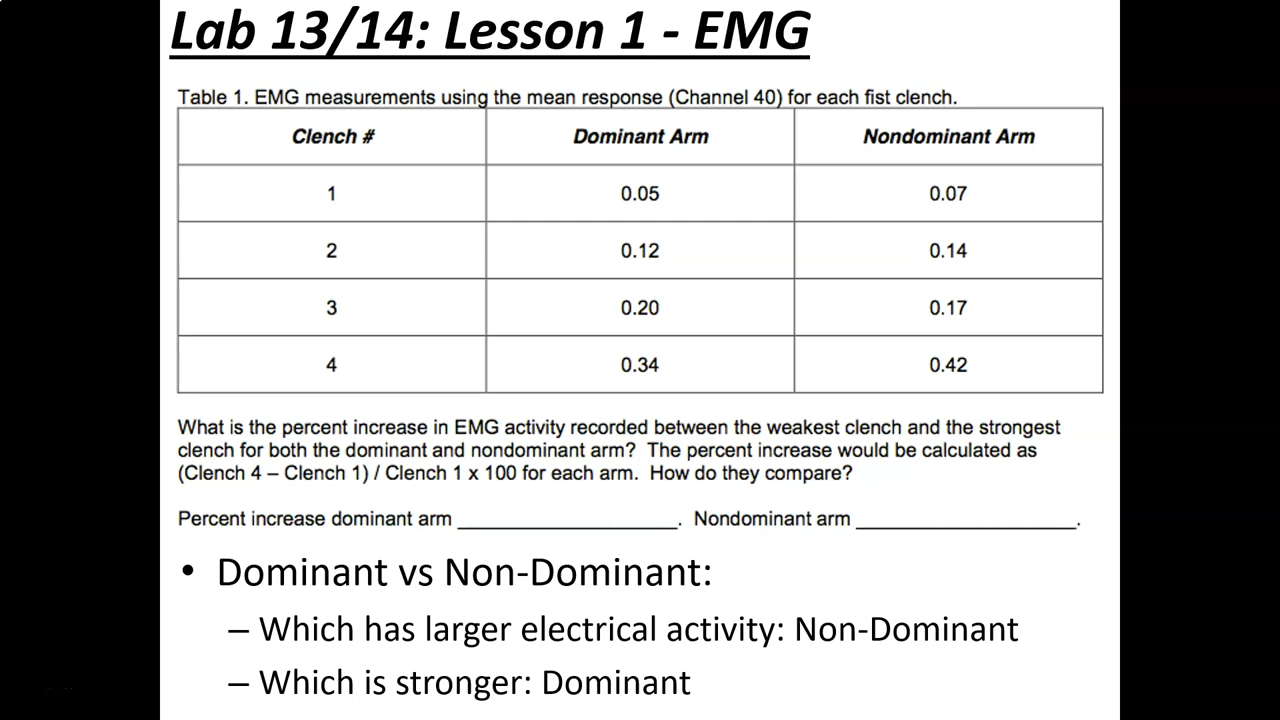 Lab 13/14: Lesson 1 - EMG
Table 1. EMG measurements using the mean response (Channel 40) for each fist clench.
Clench # Dominant Arm Nondominant Arm
1 0.05 0.07
2 0.12 0.14
3 0.20 0.17
4 0.34 0.42
What is the percent increase in EMG activity recorded between the weakest clench and the strongest
clench for both the dominant and nondominant arm? The percent increase would be calculated as
(Clench 4 – Clench 1) / Clench 1 x 100 for each arm. How do they compare?
Percent increase dominant arm ____________________. Nondominant arm ____________________.
• Dominant vs Non-Dominant:
– Which has larger electrical activity: Non-Dominant
– Which is stronger: Dominant